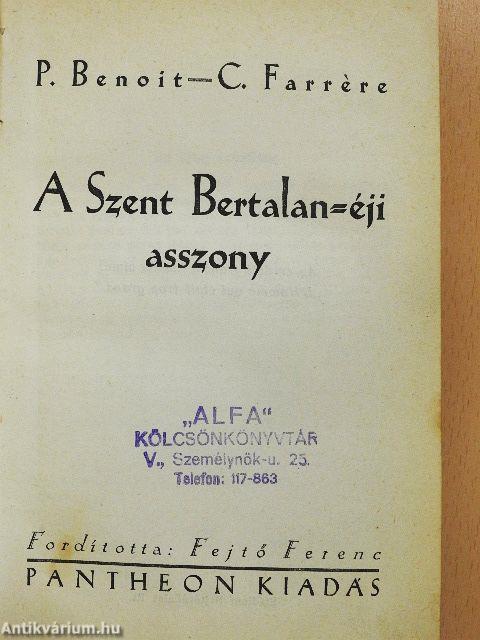 P. Benoit—C. Farrère
A Szent Bertalan=éji
asszony
„ALFA"
KÖLCSÖNKÖNYVTÁR
V., Személynök-u. 25.
Telefon: 117-863
Fordította: Fejtő Ferenc
PANTHEON KIADÁS
Antikvárium.hu